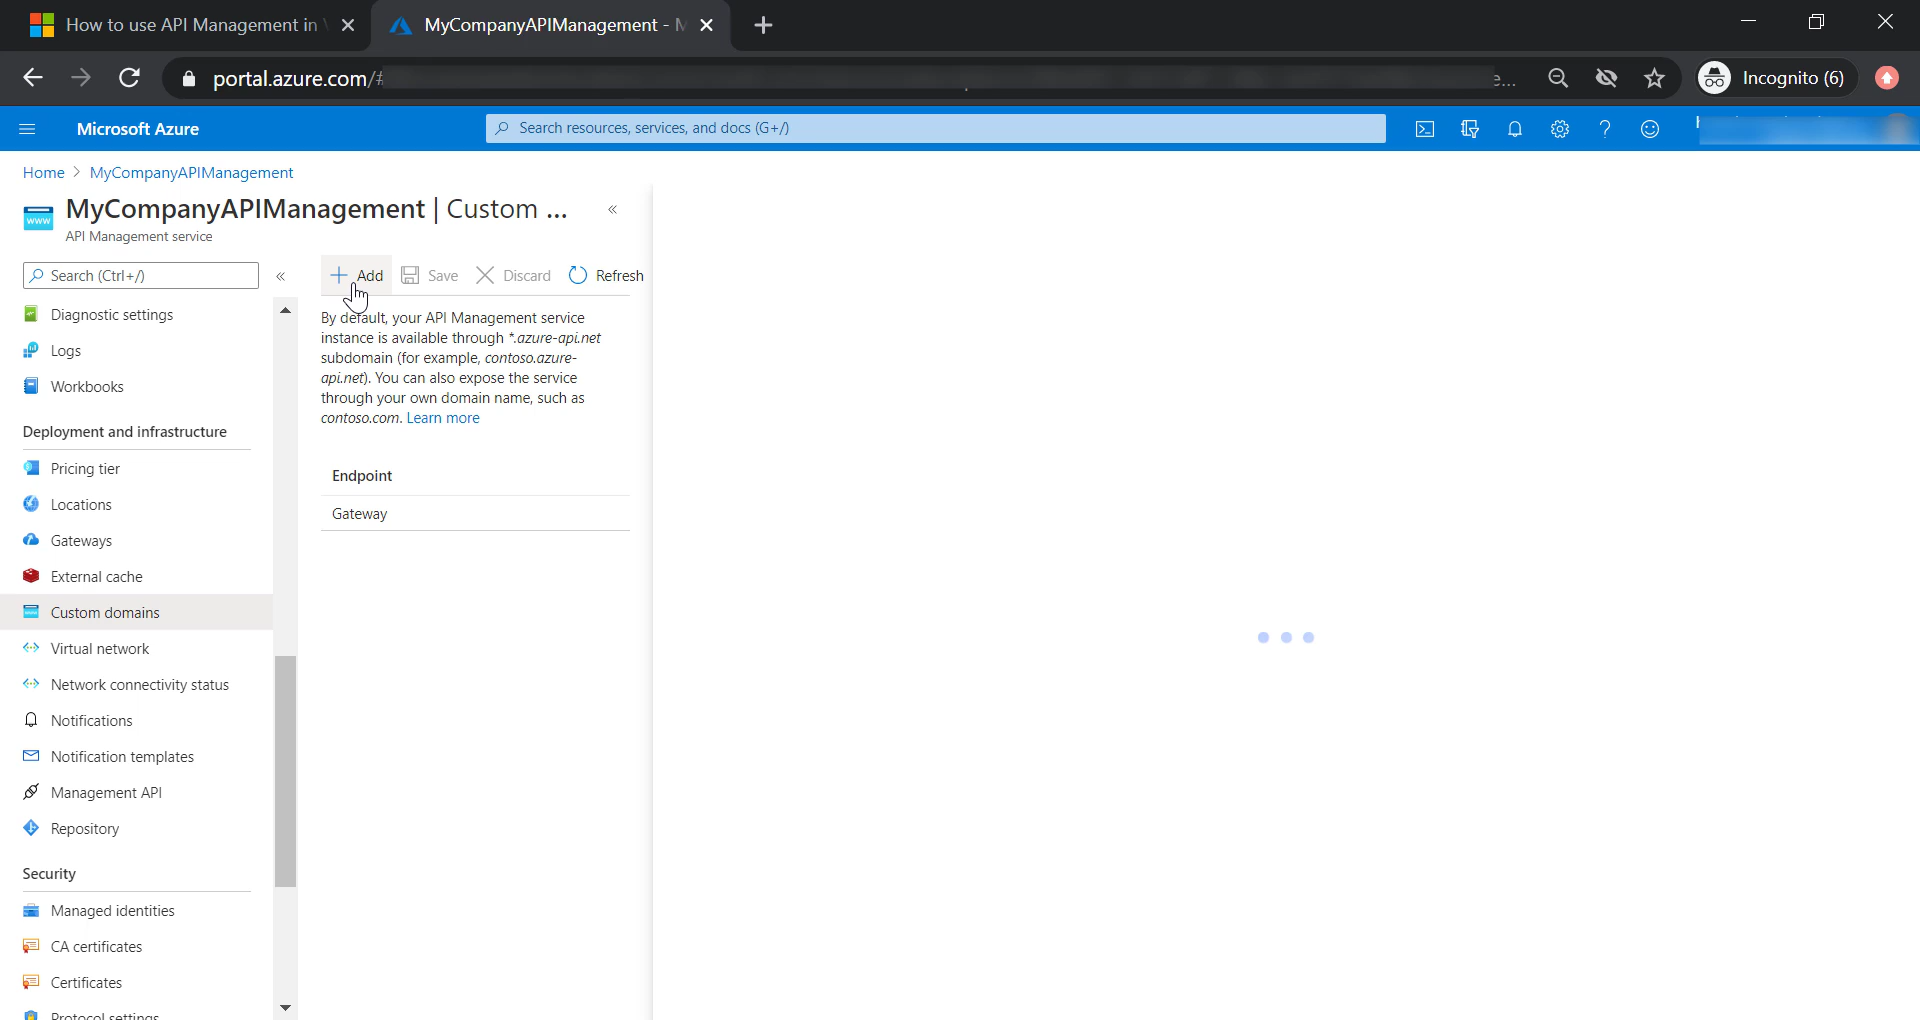 How to use API Management in
MyCompanyAPIManagement -
portal.azure.com/#
Incognito (6)
Microsoft Azure
Search resources, services, and docs (G+/)
Home > MyCompanyAPIManagement
MyCompanyAPIManagement | Custom ...
API Management service
Search (Ctrl+/)
Add Save Discard Refresh
Diagnostic settings
Logs
Workbooks
Deployment and infrastructure
Pricing tier
Locations
Gateways
External cache
Custom domains
Virtual network
Network connectivity status
Notifications
Notification templates
Management API
Repository
Security
Managed identities
CA certificates
Certificates
Protocol settings
By default, your API Management service
instance is available through *.azure-api.net
subdomain (for example, contoso.azure-
api.net). You can also expose the service
through your own domain name, such as
contoso.com. Learn more
Endpoint
Gateway